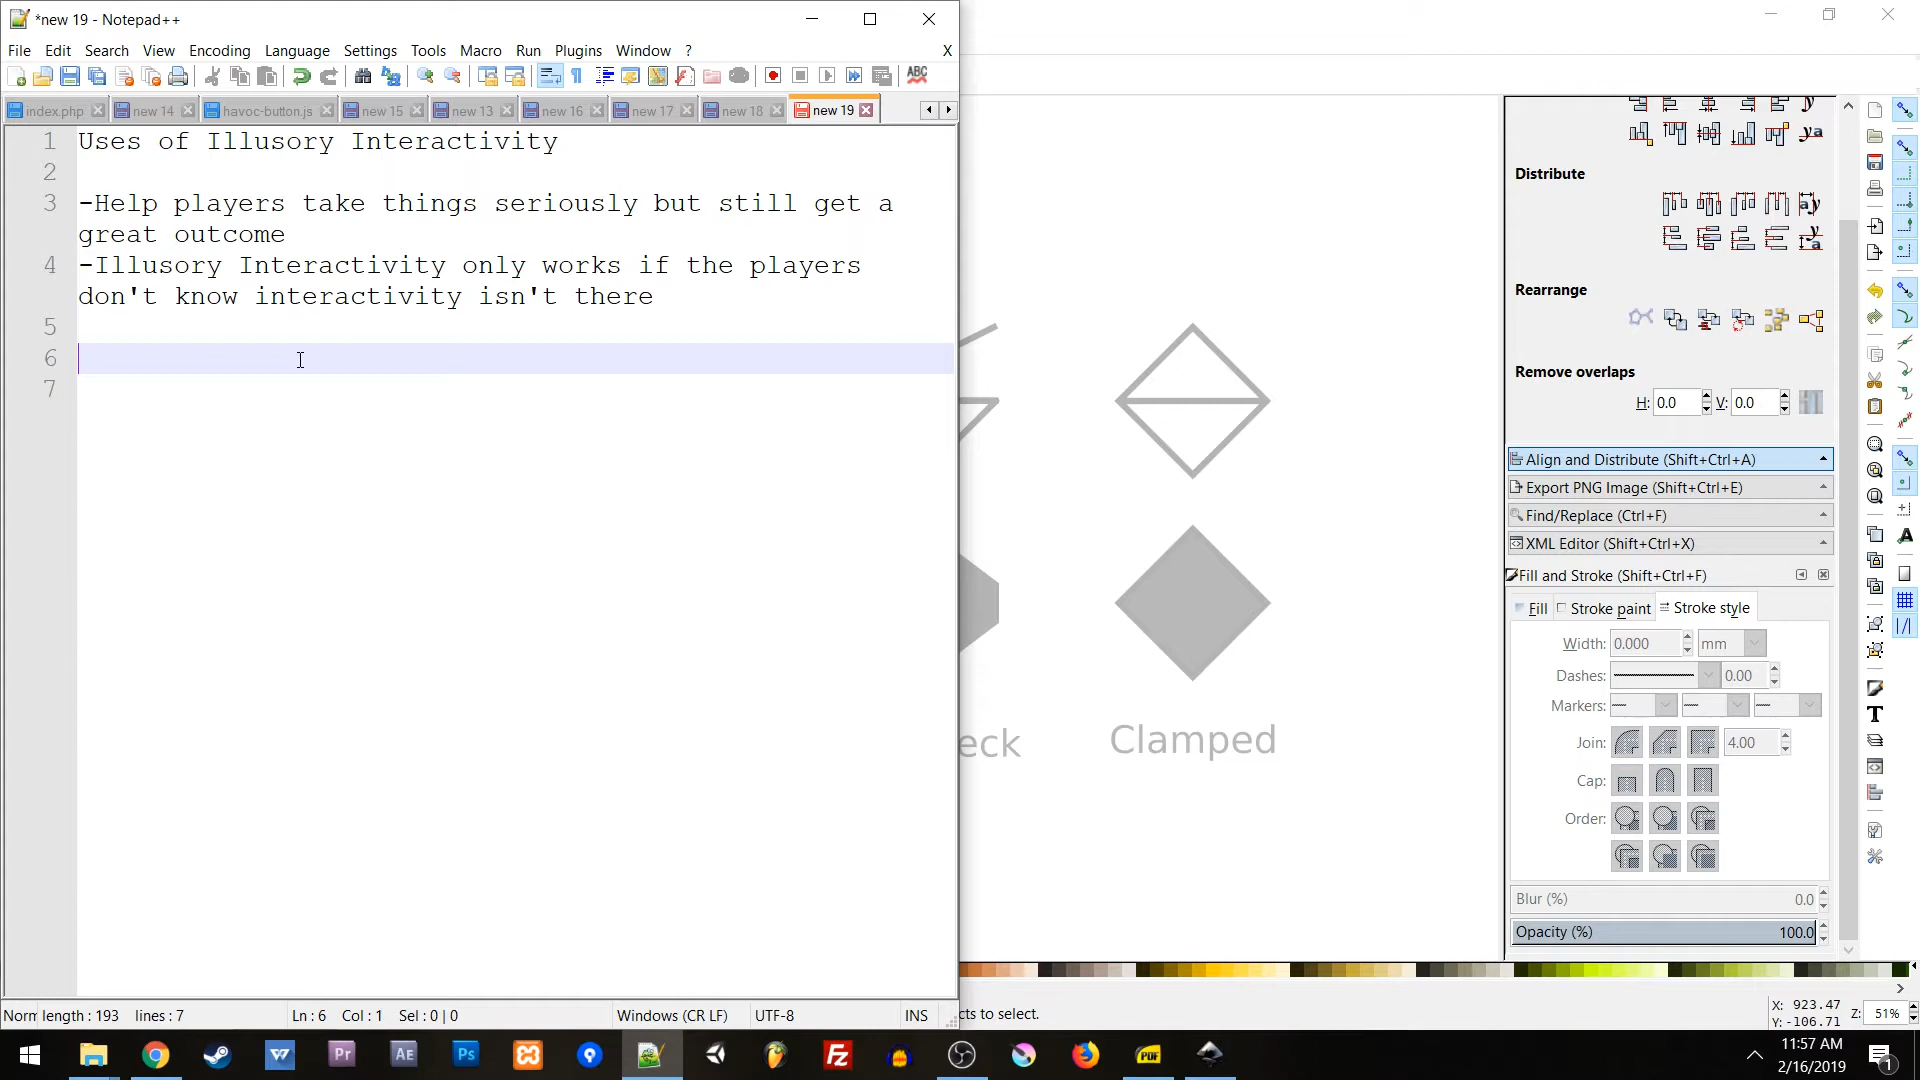 *new 19 - Notepad++
File Edit Search View Encoding Language Settings Tools Macro Run Plugins Window ? X
index.php new 14 havoc-button.js new 15 new 13 new 16 new 17 new 18 new 19
1 Uses of Illusory Interactivity
2
3 -Help players take things seriously but still get a
great outcome
4 -Illusory Interactivity only works if the players
don't know interactivity isn't there
5
6
7
Norm length : 193 lines : 7 Ln : 6 Col : 1 Sel : 0 | 0 Windows (CR LF) UTF-8 INS
eck
Clamped
Distribute
Rearrange
Remove overlaps
H: 0.0 V: 0.0
Align and Distribute (Shift+Ctrl+A)
Export PNG Image (Shift+Ctrl+E)
Find/Replace (Ctrl+F)
XML Editor (Shift+Ctrl+X)
Fill and Stroke (Shift+Ctrl+F)
Fill Stroke paint Stroke style
Width: 0.000 mm
Dashes: 0.00
Markers:
Join: 4.00
Cap:
Order:
Blur (%) 0.0
Opacity (%) 100.0
cts to select.
X: 923.47
Y: -106.71
Z: 51%
11:57 AM
2/16/2019
1